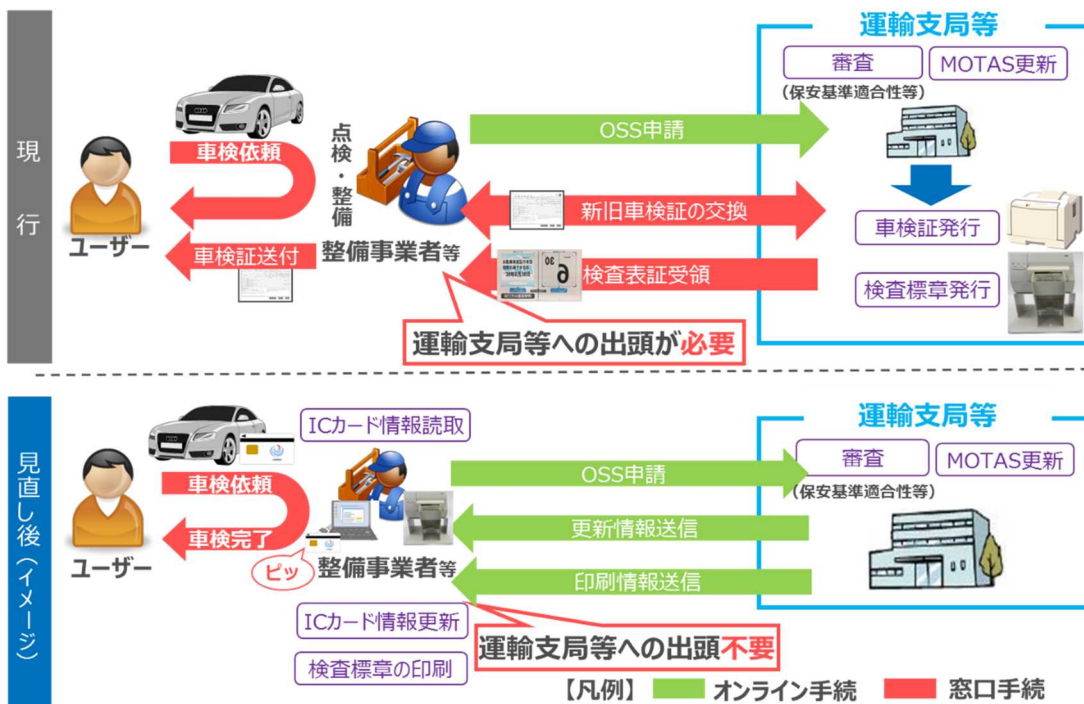 現行
運輸支局等
審査
MOTAS更新
(保安基準適合性等)
OSS申請
車検依頼
点検・整備
新旧車検証の交換
車検証発行
ユーザー
整備事業者等
車検証送付
30
6
検査表証受領
検査標章発行
運輸支局等への出頭が必要
見直し後(イメージ)
運輸支局等
ICカード情報読取
審査
MOTAS更新
OSS申請
(保安基準適合性等)
車検依頼
更新情報送信
車検完了
ユーザー
ピッ
整備事業者等
印刷情報送信
ICカード情報更新
運輸支局等への出頭不要
検査標章の印刷
【凡例】 オンライン手続 窓口手続